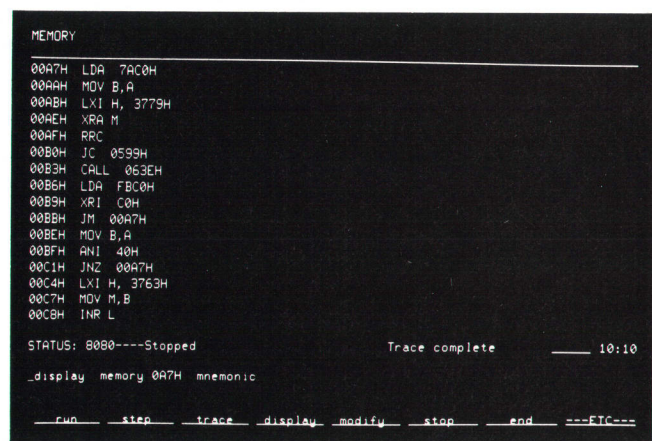 MEMORY
00A7H LDA 7AC0H
00AAH MOV B,A
00ABH LXI H, 3779H
00AEH XRA M
00AFH RRC
00B0H JC 0599H
00B3H CALL 063EH
00B6H LDA FBC0H
00B9H XRI C0H
00BBH JM 00A7H
00BEH MOV B,A
00BFH ANI 40H
00C1H JNZ 00A7H
00C4H LXI H, 3763H
00C7H MOV M,B
00C8H INR L
STATUS: 8080----Stopped Trace complete _____ 10:10
_display memory 0A7H mnemonic
run step trace display modify stop end ---ETC---